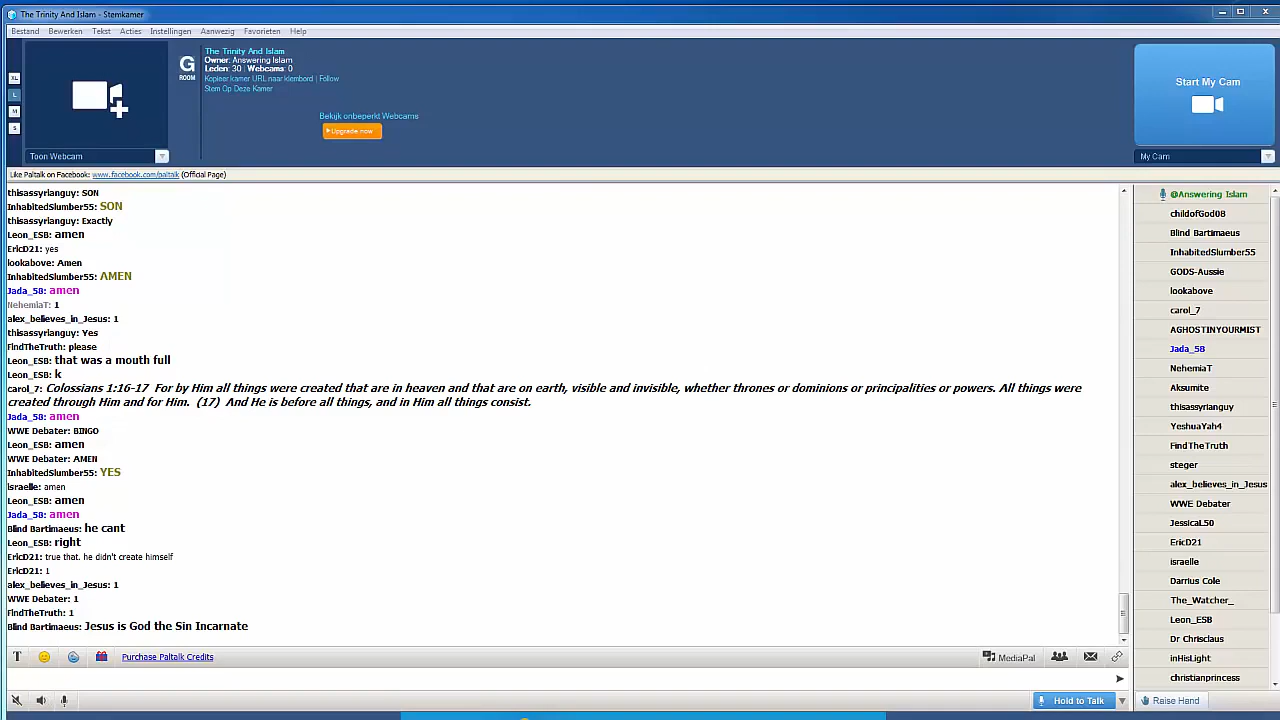 The Trinity And Islam - Stemkamer
Bestand Bewerken Tekst Acties Instellingen Aanwezig Favorieten Help
XL
L
M
S
G
ROOM
The Trinity And Islam
Owner: Answering Islam
Leden: 30 Webcams: 0
Kopieer kamer URL naar klembord | Follow
Stem Op Deze Kamer
Bekijk onbeperkt Webcams
Upgrade now
Start My Cam
Toon Webcam
My Cam
Like Paltalk on Facebook: www.facebook.com/paltalk (Official Page)
thisassyrianguy: SON
InhabitedSlumber55: SON
thisassyrianguy: Exactly
Leon_ESB: amen
EricD21: yes
lookabove: Amen
InhabitedSlumber55: AMEN
Jada_58: amen
NehemiaT: 1
alex_believes_in_Jesus: 1
thisassyrianguy: Yes
FindTheTruth: please
Leon_ESB: that was a mouth full
Leon_ESB: k
carol_7: Colossians 1:16-17 For by Him all things were created that are in heaven and that are on earth, visible and invisible, whether thrones or dominions or principalities or powers. All things were
created through Him and for Him. (17) And He is before all things, and in Him all things consist.
Jada_58: amen
WWE Debater: BINGO
Leon_ESB: amen
WWE Debater: AMEN
InhabitedSlumber55: YES
israelle: amen
Leon_ESB: amen
Jada_58: amen
Blind Bartimaeus: he cant
Leon_ESB: right
EricD21: true that. he didn't create himself
EricD21: 1
alex_believes_in_Jesus: 1
WWE Debater: 1
FindTheTruth: 1
Blind Bartimaeus: Jesus is God the Sin Incarnate
@Answering Islam
childofGod08
Blind Bartimaeus
InhabitedSlumber55
GODS-Aussie
lookabove
carol_7
AGHOSTINYOURMIST
Jada_58
NehemiaT
Aksumite
thisassyrianguy
YeshuaYah4
FindTheTruth
steger
alex_believes_in_Jesus
WWE Debater
JessicaL50
EricD21
israelle
Darrius Cole
The_Watcher_
Leon_ESB
Dr Chrisclaus
inHisLight
christianprincess
T
Purchase Paltalk Credits
MediaPal
Hold to Talk
Raise Hand